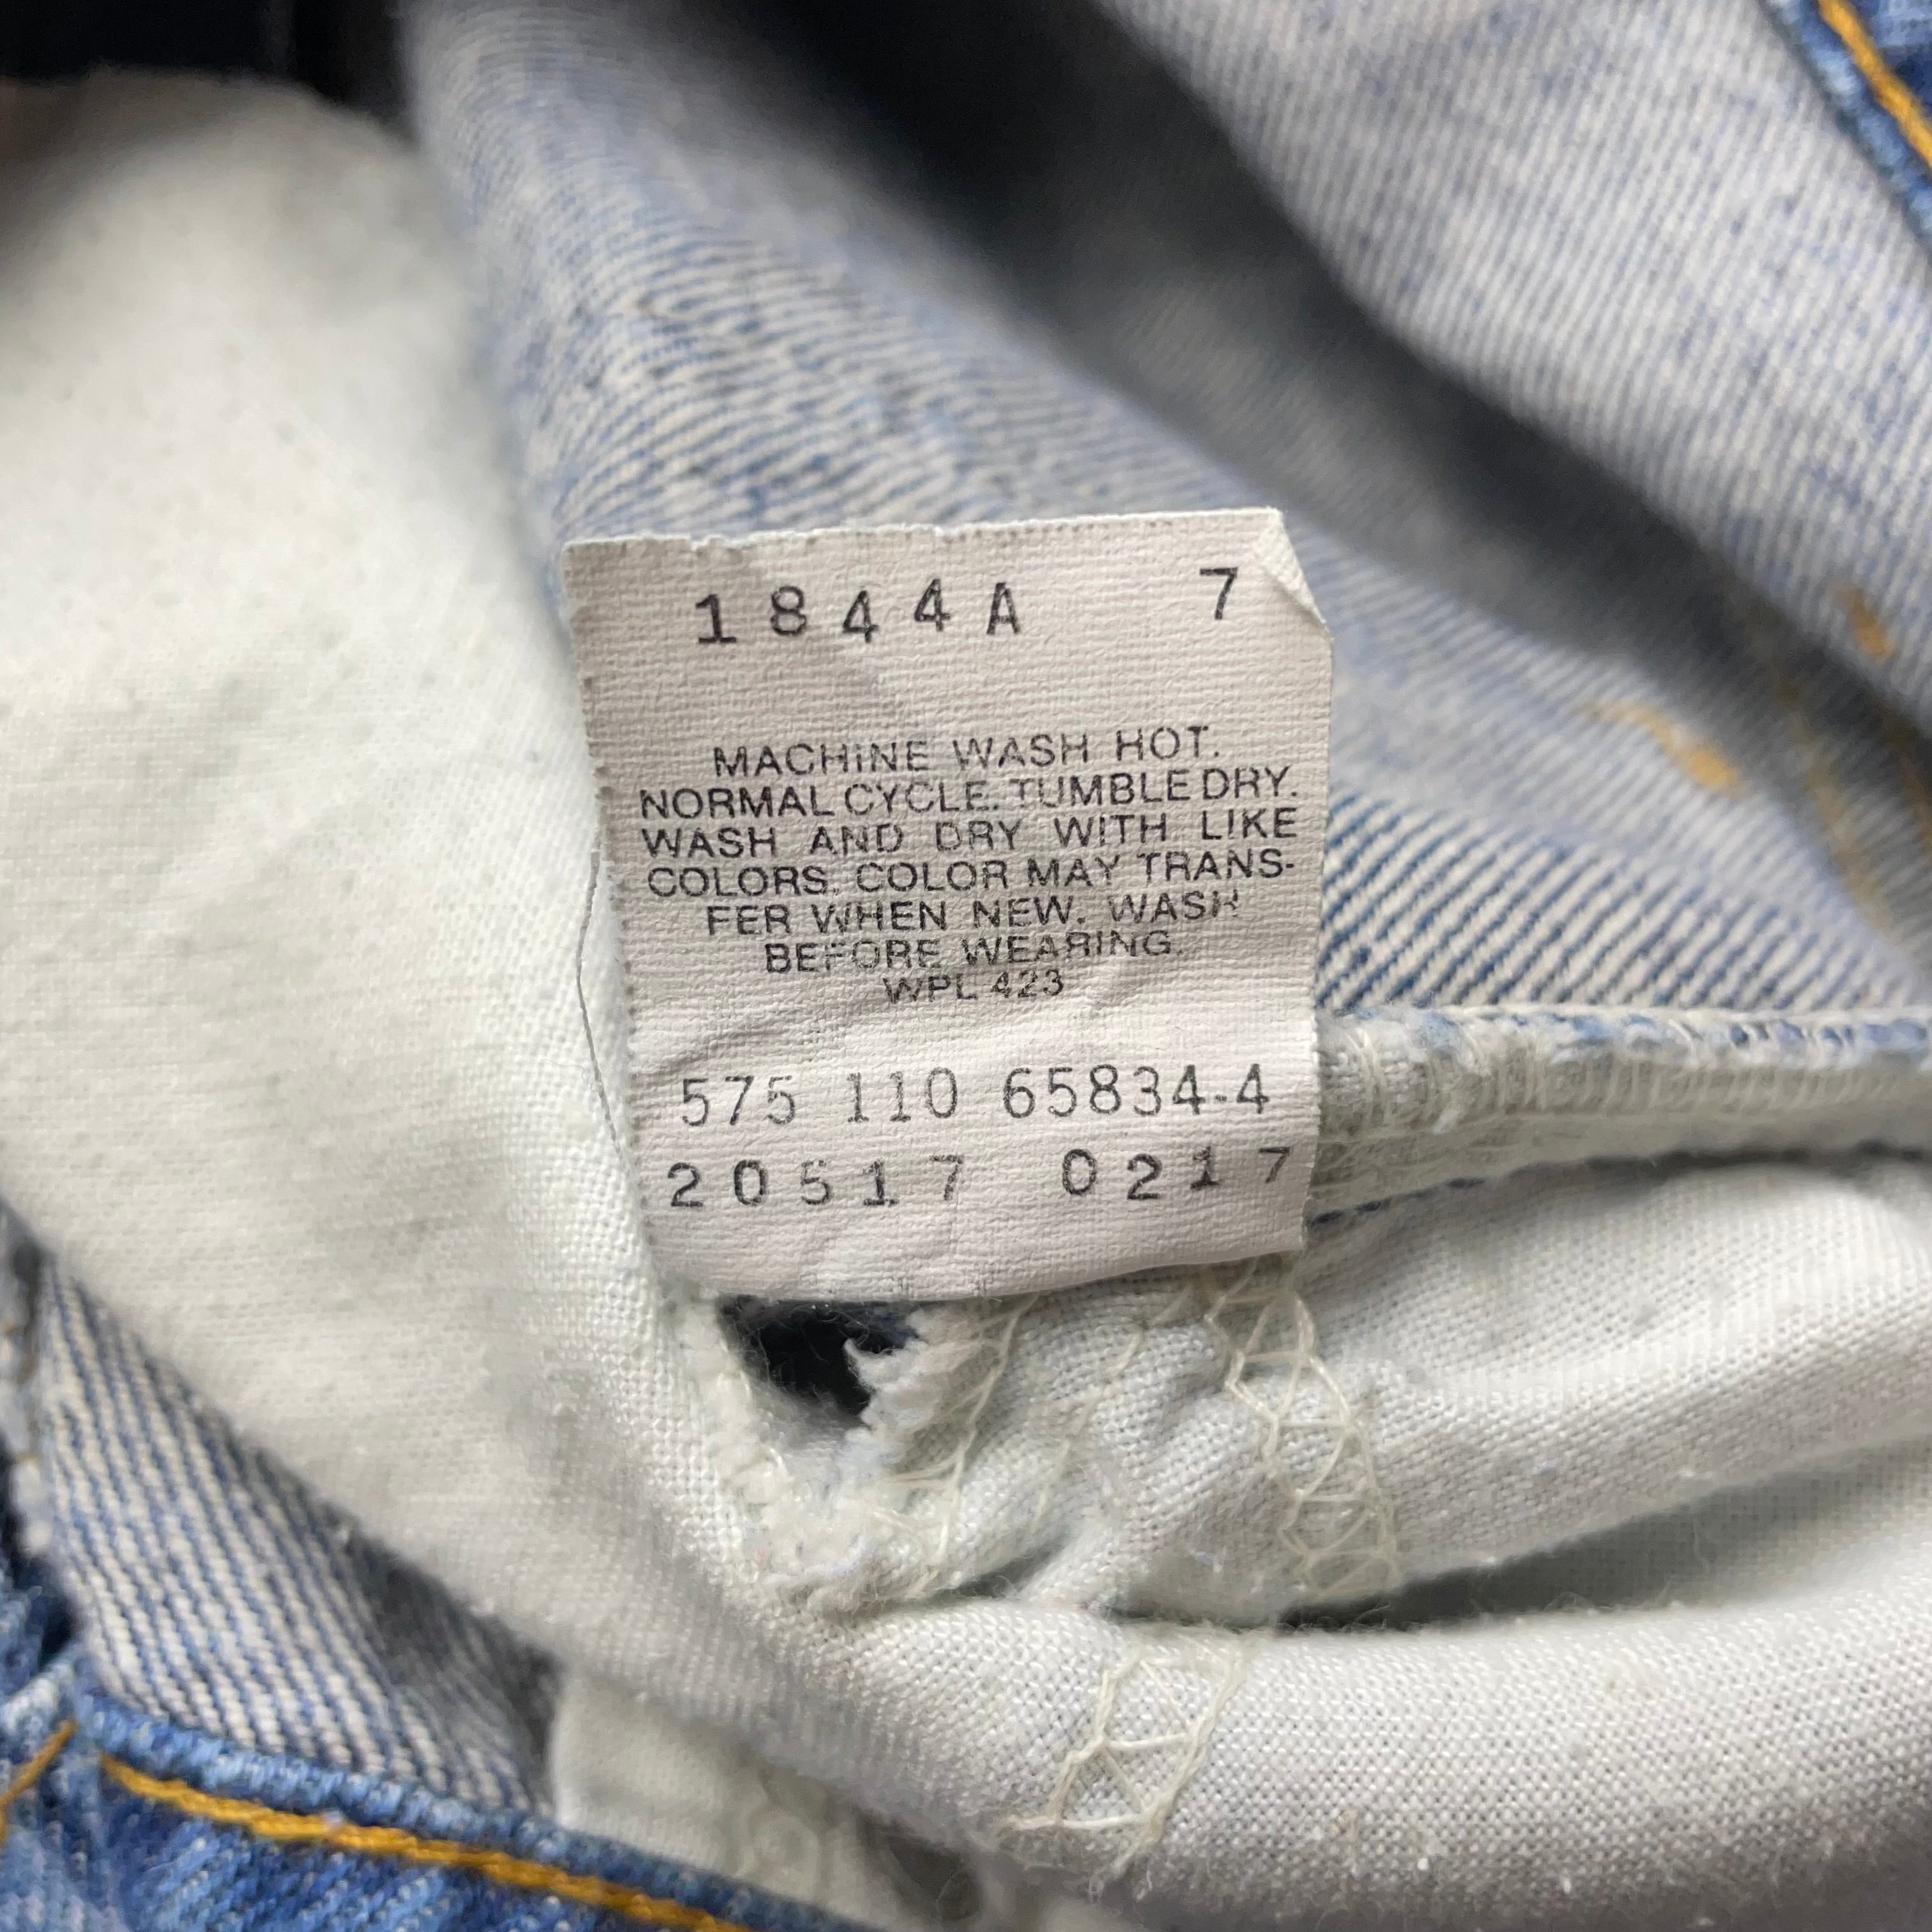 1844A 7
MACHINE WASH HOT.
NORMAL CYCLE. TUMBLE DRY.
WASH AND DRY WITH LIKE
COLORS. COLOR MAY TRANS-
FER WHEN NEW. WASH
BEFORE WEARING.
WPL 423
575 110 65834-4
20517 0217